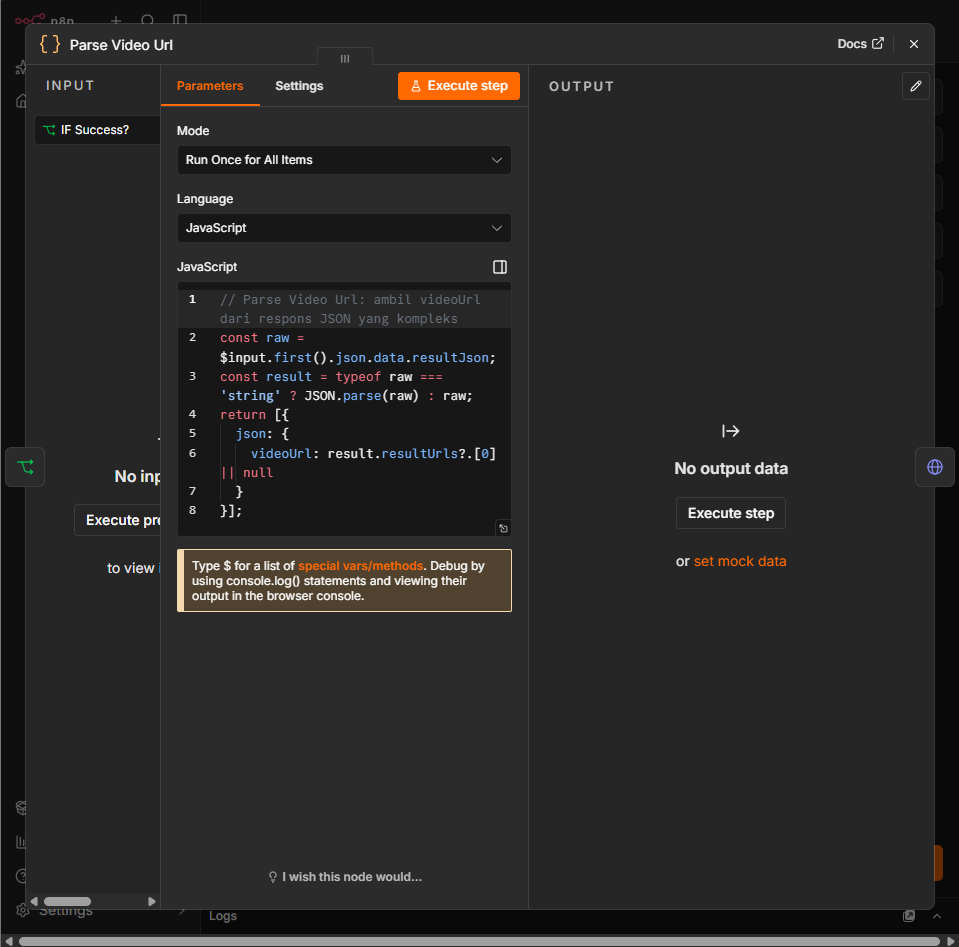 n8n
Parse Video Url
Docs
INPUT
Parameters
Settings
Execute step
OUTPUT
IF Success?
Mode
Run Once for All Items
Language
JavaScript
JavaScript
1 // Parse Video Url: ambil videoUrl
dari respons JSON yang kompleks
2 const raw =
$input.first().json.data.resultJson;
3 const result = typeof raw ===
'string' ? JSON.parse(raw) : raw;
4 return [{
5 json: {
6 videoUrl: result.resultUrls?.[0]
|| null
7 }
8 }];
No inp
Execute pre
to view i
No output data
Execute step
or set mock data
Type $ for a list of special vars/methods. Debug by
using console.log() statements and viewing their
output in the browser console.
I wish this node would...
Settings
Logs